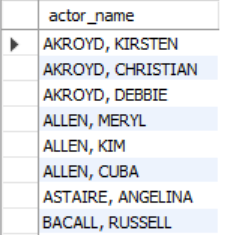 actor_name
AKROYD, KIRSTEN
AKROYD, CHRISTIAN
AKROYD, DEBBIE
ALLEN, MERYL
ALLEN, KIM
ALLEN, CUBA
ASTAIRE, ANGELINA
BACALL, RUSSELL